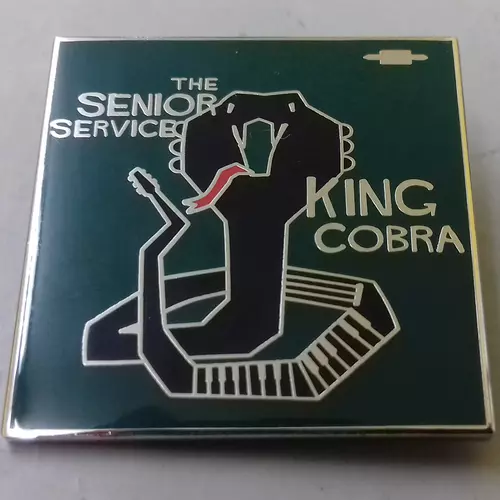 THE
SENIOR
SERVICE
KING
COBRA